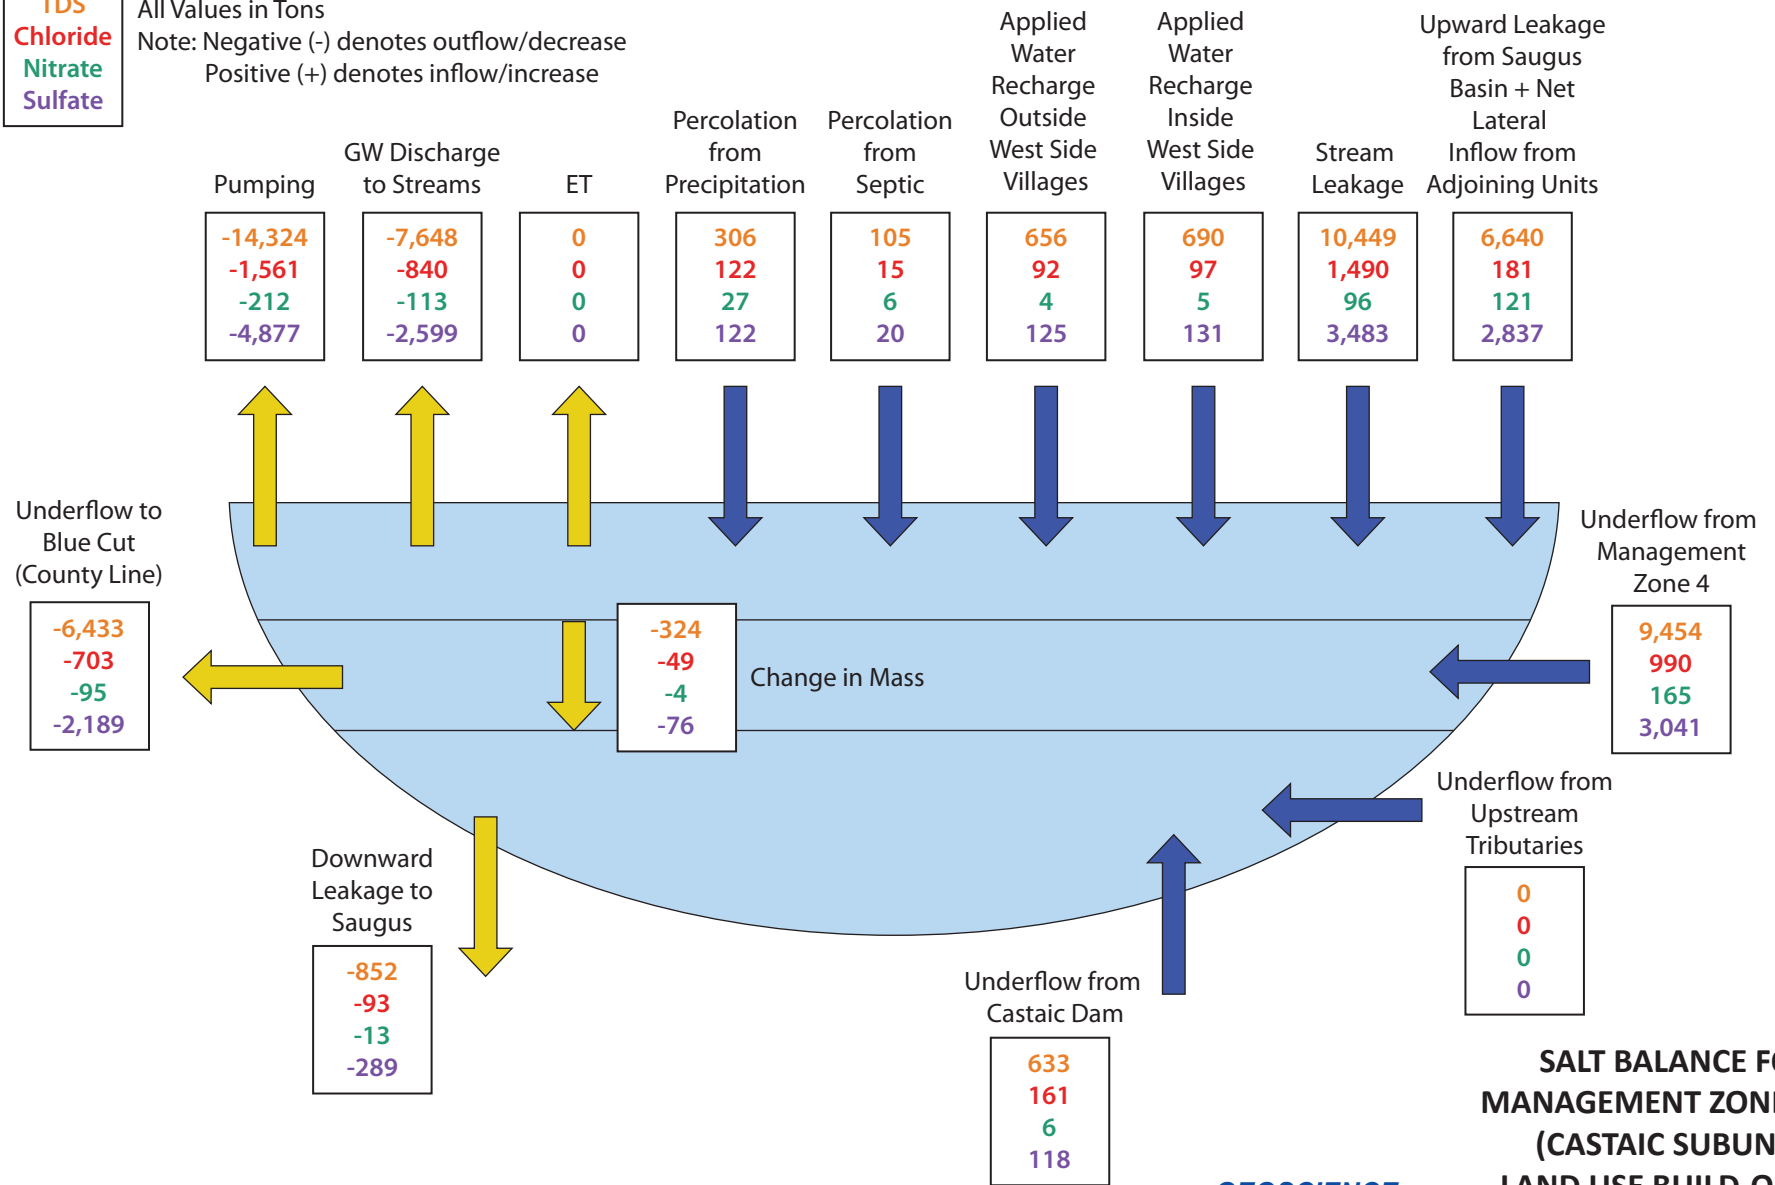 TDS
Chloride
Nitrate
Sulfate
All Values in Tons
Note: Negative (-) denotes outflow/decrease
Positive (+) denotes inflow/increase
Pumping
-14,324
-1,561
-212
-4,877
GW Discharge
to Streams
-7,648
-840
-113
-2,599
ET
0
0
0
0
Percolation
from
Precipitation
306
122
27
122
Percolation
from
Septic
105
15
6
20
Applied
Water
Recharge
Outside
West Side
Villages
656
92
4
125
Applied
Water
Recharge
Inside
West Side
Villages
690
97
5
131
Stream
Leakage
10,449
1,490
96
3,483
Upward Leakage
from Saugus
Basin + Net
Lateral
Inflow from
Adjoining Units
6,640
181
121
2,837
Underflow to
Blue Cut
(County Line)
-6,433
-703
-95
-2,189
-324
-49
-4
-76
Change in Mass
Underflow from
Management
Zone 4
9,454
990
165
3,041
Underflow from
Upstream
Tributaries
0
0
0
0
Downward
Leakage to
Saugus
-852
-93
-13
-289
Underflow from
Castaic Dam
633
161
6
118
SALT BALANCE
MANAGEMENT
(CASTAIC
LAND USE
GEOSCIENCE